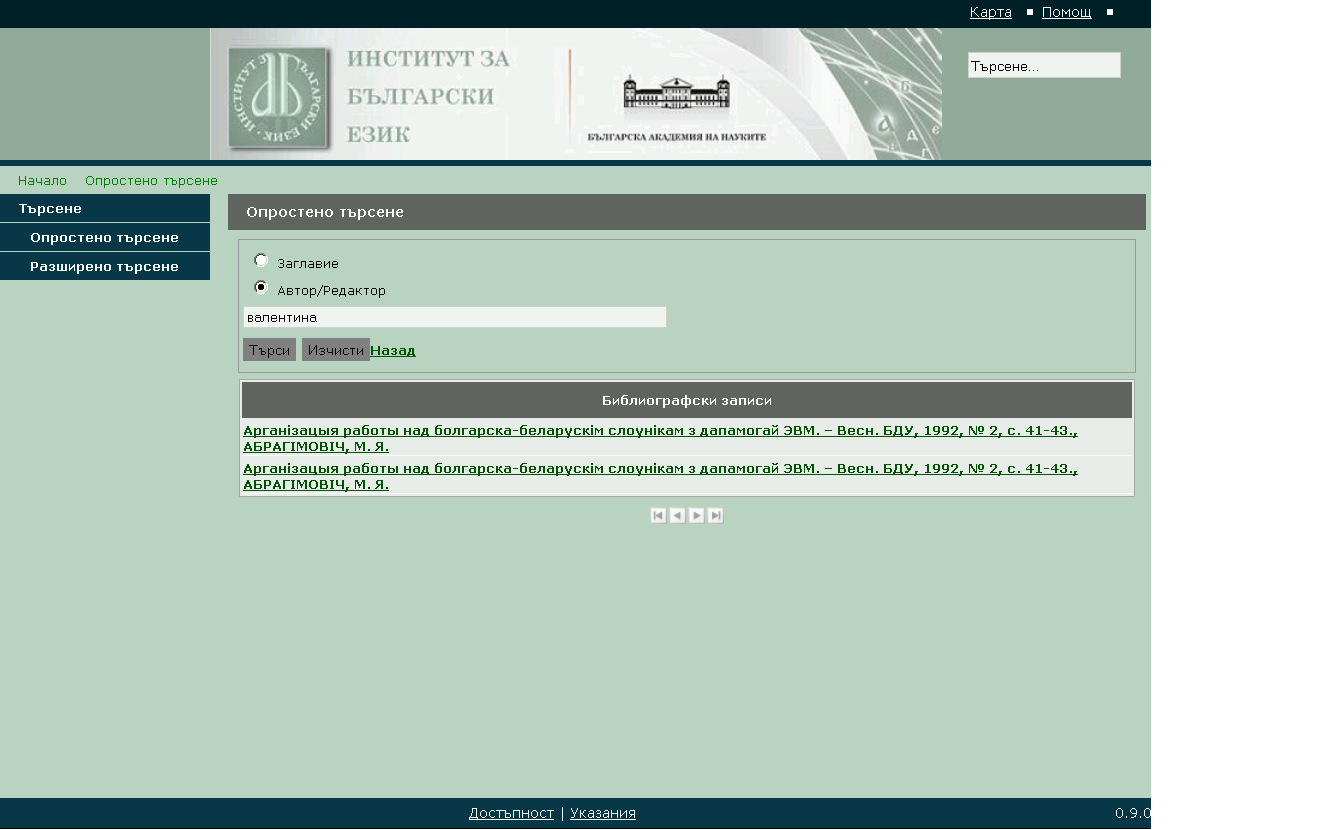 Карта
Помощ
ИНСТИТУТ ЗА
БЪЛГАРСКИ
ЕЗИК
ИНСТИТУТ ЗА БЪЛГАРСКИ ЕЗИК
БЪЛГАРСКА АКАДЕМИЯ НА НАУКИТЕ
Търсене...
Начало Опростено търсене
Търсене
Опростено търсене
Разширено търсене
Опростено търсене
Заглавие
Автор/Редактор
валентина
Търси Изчисти Назад
Библиографски записи
Арганізацыя работы над болгарска-беларускім слоунікам з дапамогай ЭВМ. – Весн. БДУ, 1992, № 2, с. 41-43.,
АБРАГІМОВІЧ, М. Я.
Арганізацыя работы над болгарска-беларускім слоунікам з дапамогай ЭВМ. – Весн. БДУ, 1992, № 2, с. 41-43.,
АБРАГІМОВІЧ, М. Я.
Достъпност | Указания
0.9.0